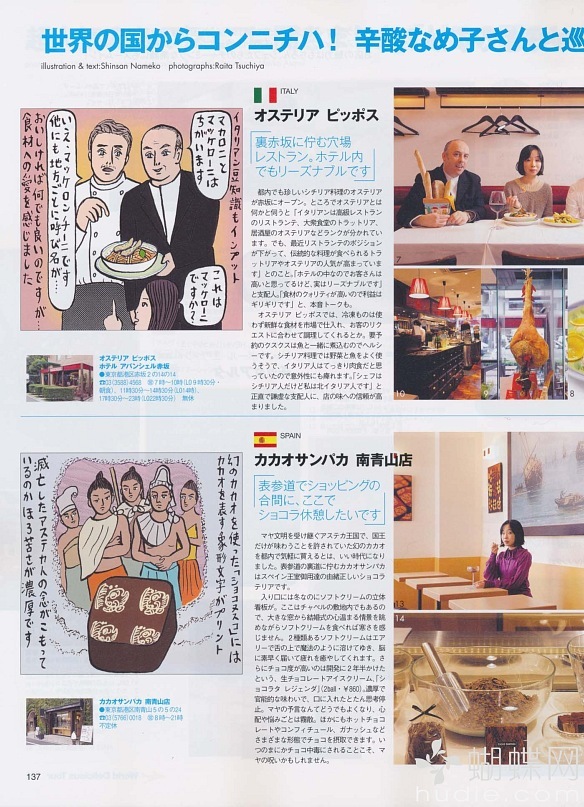 世界の国からコンニチハ！ 辛酸なめ子さんと巡
illustration & text:Shinsan Nameko photographs:Raita Tsuchiya
イタリアン豆知識もインプット
マカロニと
マッケローニは
ちがいます
これは
マッケローニ
ですか？
いえ、マッケロンチーニです
他にも地方ごとに呼び名が…
おいしければ何でも良いのですが…
食材への愛を感じました
ITALY
オステリア ピッポス
裏赤坂に佇む穴場
レストラン。ホテル内
でもリーズナブルです
都内でも珍しいシチリア料理のオステリア
が赤坂にオープン。ところでオステリアとは
何かと伺うと「イタリアンは高級レストラン
のリストランテ、大衆食堂のトラットリア、
居酒屋のオステリアなどランクが分かれてい
ます。でも、最近リストランテのポジション
が下がって、伝統的な料理が食べられるトラ
ットリアやオステリアの人気が高まっていま
す」とのこと。「ホテルの中なのでお客さんは
高いと思ってるけど、実はリーズナブルです」
と支配人。「食材のクォリティが高いので利益は
ギリギリです」と、本音トークも。
オステリア ピッポスでは、冷凍ものは使
わず新鮮な食材を市場で仕入れ、お客のリク
エストに合わせて調理してくれるとか。要予
約のクスクスは魚と一緒に煮込むのでヘルシ
ーです。シチリア料理では野菜と魚をよく使
うそうで、イタリア人はてっきり肉食だと思
っていたので意外性にも痺れます。「シェフは
シチリア人だけど私は北イタリア人です」と
正直で謙虚な支配人に、店の味への信頼が高
まりました。
オステリア ピッポス
ホテル アバンシェル赤坂
●東京都港区赤坂2の14の14
☎03(3588)4568 ⊕7時〜10時(LO9時30分・
朝食)、11時30分〜14時30分(LO14時)、
17時30分〜23時(LO22時30分) 無休
7
10
9
8
SPAIN
カカオサンパカ 南青山店
表参道でショッピングの
合間に、ここで
ショコラ休憩したいです
マヤ文明を受け継ぐアステカ王国で、国王
だけが味わうことを許されていた幻のカカオ
を都内で気軽に買えるとは、いい時代になり
ました。表参道の裏道に佇むカカオサンパカ
はスペイン王室御用達の由緒正しいショコラ
テリアです。
入り口には冬なのにソフトクリームの立体
看板が。ここはチャペルの敷地内でもあるの
で、大きな窓から結婚式の心温まる情景を眺
めながらソフトクリームを食べれば寒さを感
じません。2種類あるソフトクリームはエアリ
ーで舌の上で魔法のように溶けてゆき、脳
に素早く届いて疲れを癒やしてくれます。さ
らにチョコ度が高いのは開発に2年半かけた
という、生チョコレートアイスクリーム、「シ
ョコラタ レジェンダ」(2ball・￥860)。濃厚で
官能的な味わいで、口に入れたとたん思考停
止。マヤの予言なんてどうでもよくなり、心
配や悩みごとは霧散。ほかにもホットチョコ
レートやコンフィチュール、ガナッシュなど
さまざまな形態でチョコを摂取できます。い
つのまにかチョコ中毒にされることこそ、マ
ヤの呪いかもしれません。
幻のカカオを使った「ショコヌスコ」には
カカオを表す象形文字がプリント
滅亡したアステカ人の念がこもって
いるのかほろ苦さが濃厚です
カカオサンパカ 南青山店
●東京都港区南青山5の5の24
☎03(5766)0018 ⊕8時〜21時
不定休
13
14
137
蝴蝶网
hudie.com